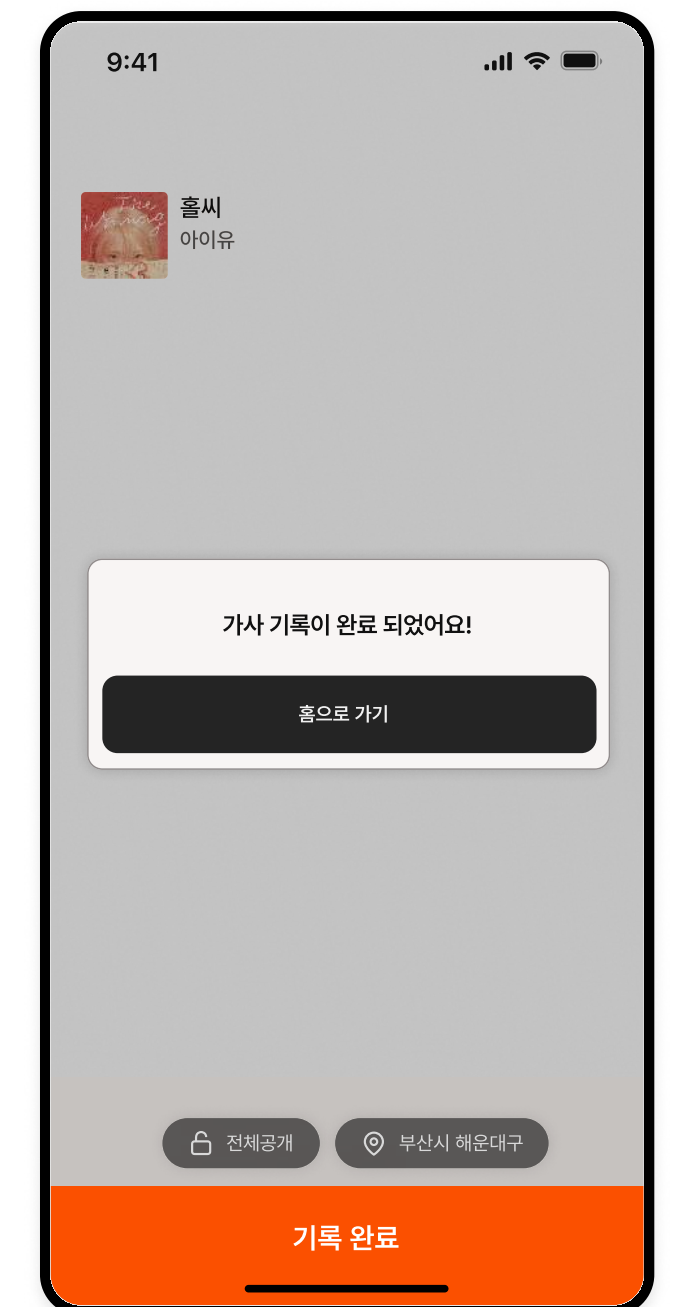 9:41
The
Winning
홀씨
아이유
가사 기록이 완료 되었어요!
홈으로 가기
전체공개
부산시 해운대구
기록 완료